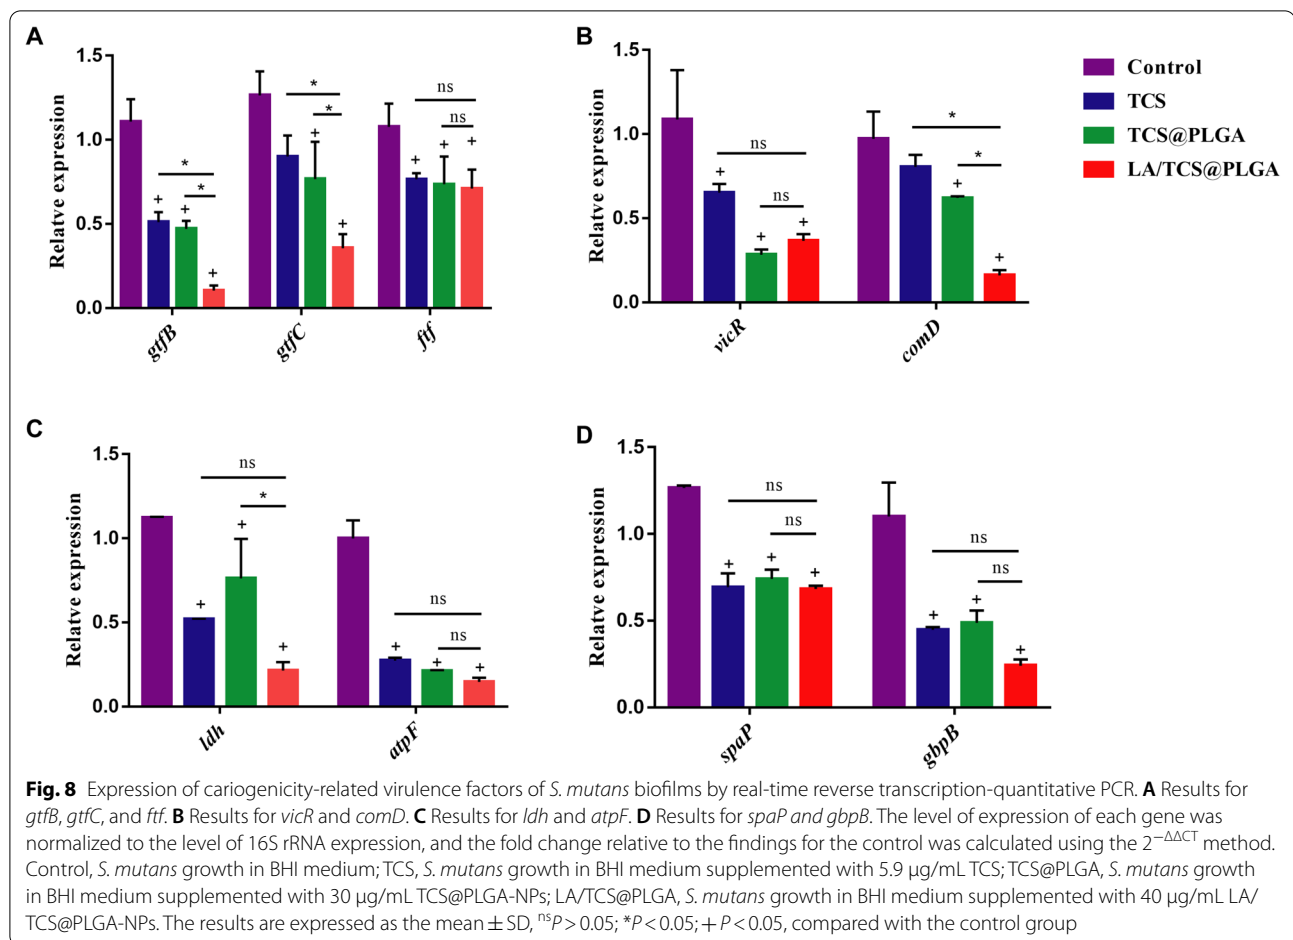 A
1.5
1.0
0.5
0.0
Relatve expression
* * * * ns ns
+ + + + + + + +
gtfB gtfC ftf
B
1.5
1.0
0.5
0.0
Relatve expression
ns ns * *
+ + + + +
vicR comD
Control
TCS
TCS@PLGA
LA/TCS@PLGA
C
1.5
1.0
0.5
0.0
Relatve expression
ns * ns ns
+ + + + + +
ldh atpF
D
1.5
1.0
0.5
0.0
Relatve expression
ns ns ns ns
+ + + + + +
spaP gbpB
Fig. 8 Expression of cariogenicity-related virulence factors of S. mutans biofilms by real-time reverse transcription-quantitative PCR. A Results for
gtfB, gtfC, and ftf. B Results for vicR and comD. C Results for ldh and atpF. D Results for spaP and gbpB. The level of expression of each gene was
normalized to the level of 16S rRNA expression, and the fold change relative to the findings for the control was calculated using the 2−ΔΔCT method.
Control, S. mutans growth in BHI medium; TCS, S. mutans growth in BHI medium supplemented with 5.9 µg/mL TCS; TCS@PLGA, S. mutans growth
in BHI medium supplemented with 30 µg/mL TCS@PLGA-NPs; LA/TCS@PLGA, S. mutans growth in BHI medium supplemented with 40 µg/mL LA/
TCS@PLGA-NPs. The results are expressed as the mean ± SD, nsP > 0.05; *P < 0.05; + P < 0.05, compared with the control group